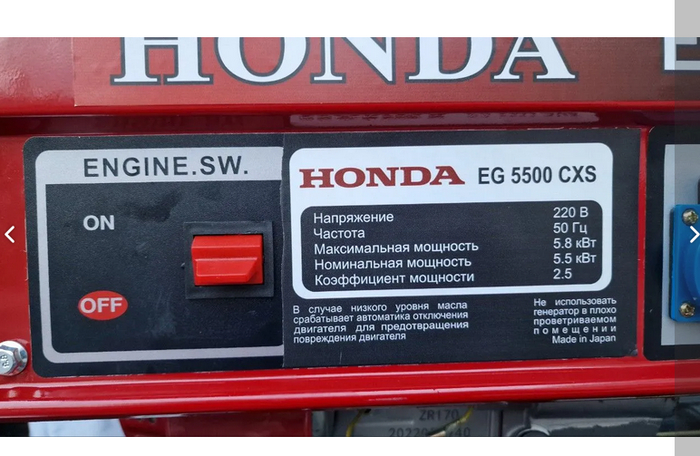 HONDA
ENGINE.SW.
ON
OFF
HONDA EG 5500 CXS
Напряжение 220 В
Частота 50 Гц
Максимальная мощность 5.8 кВт
Номинальная мощность 5.5 кВт
Коэффициент мощности 2.5
В случае низкого уровня масла
срабатывает автоматика отключения
двигателя для предотвращения
повреждения двигателя
Не использовать
генератор в плохо
проветриваемом
помещении
Made in Japan
ZR170